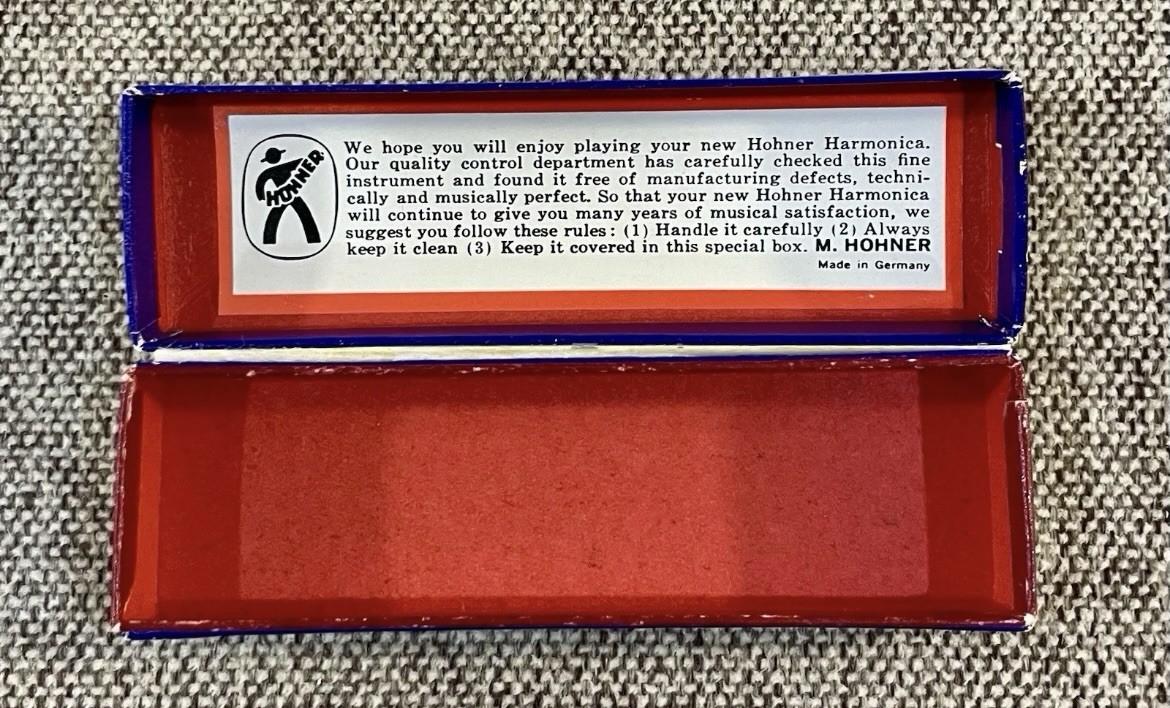 HOHNER
We hope you will enjoy playing your new Hohner Harmonica.
Our quality control department has carefully checked this fine
instrument and found it free of manufacturing defects, techni-
cally and musically perfect. So that your new Hohner Harmonica
will continue to give you many years of musical satisfaction, we
suggest you follow these rules: (1) Handle it carefully (2) Always
keep it clean (3) Keep it covered in this special box. M. HOHNER
Made in Germany